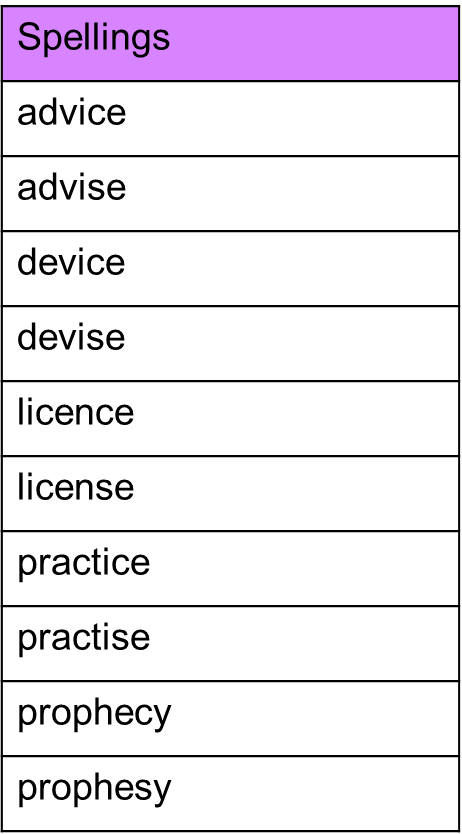 Spellings
advice
advise
device
devise
licence
license
practice
practise
prophecy
prophesy